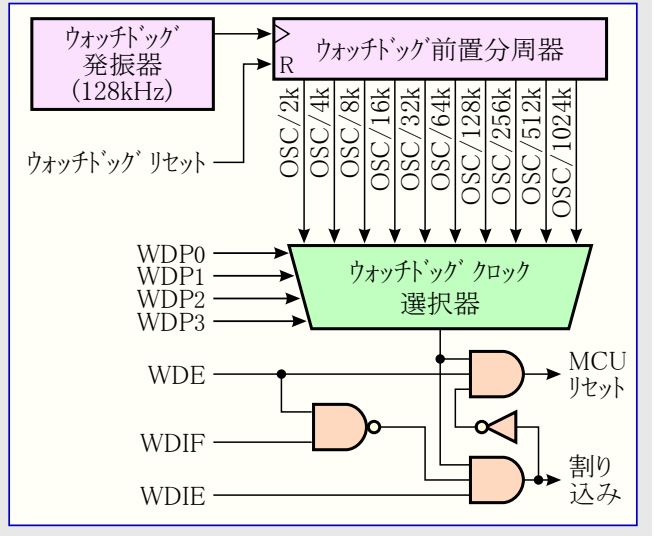 ウォッチドッグ
発振器
(128kHz)
ウォッチドッグ前置分周器
R
ウォッチドッグ リセット
OSC/2k
OSC/4k
OSC/8k
OSC/16k
OSC/32k
OSC/64k
OSC/128k
OSC/256k
OSC/512k
OSC/1024k
WDP0
WDP1
WDP2
WDP3
ウォッチドッグ クロック
選択器
WDE
MCU
リセット
WDIF
WDIE
割り
込み